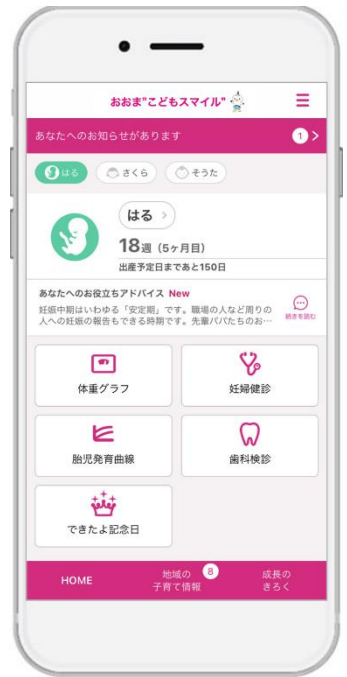 おおま"こどもスマイル"
あなたへのお知らせがあります 1
はる さくら そうた
はる
18週（5ヶ月目）
出産予定日まであと150日
あなたへのお役立ちアドバイス New
妊娠中期はいわゆる「安定期」です。職場の人など周りの
人への妊娠の報告もできる時期です。先輩パパたちのお…
続きを読む
体重グラフ
妊婦健診
胎児発育曲線
歯科検診
できたよ記念日
HOME
地域の
子育て情報
8
成長の
きろく